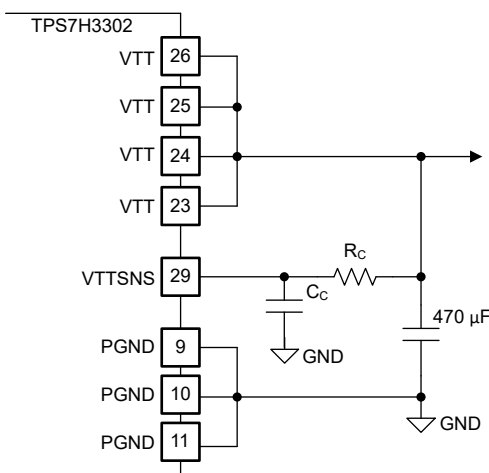 TPS7H3302
VTT 26
VTT 25
VTT 24
VTT 23
VTTSNS 29
RC
CC
470 µF
GND
PGND 9
PGND 10
GND
PGND 11